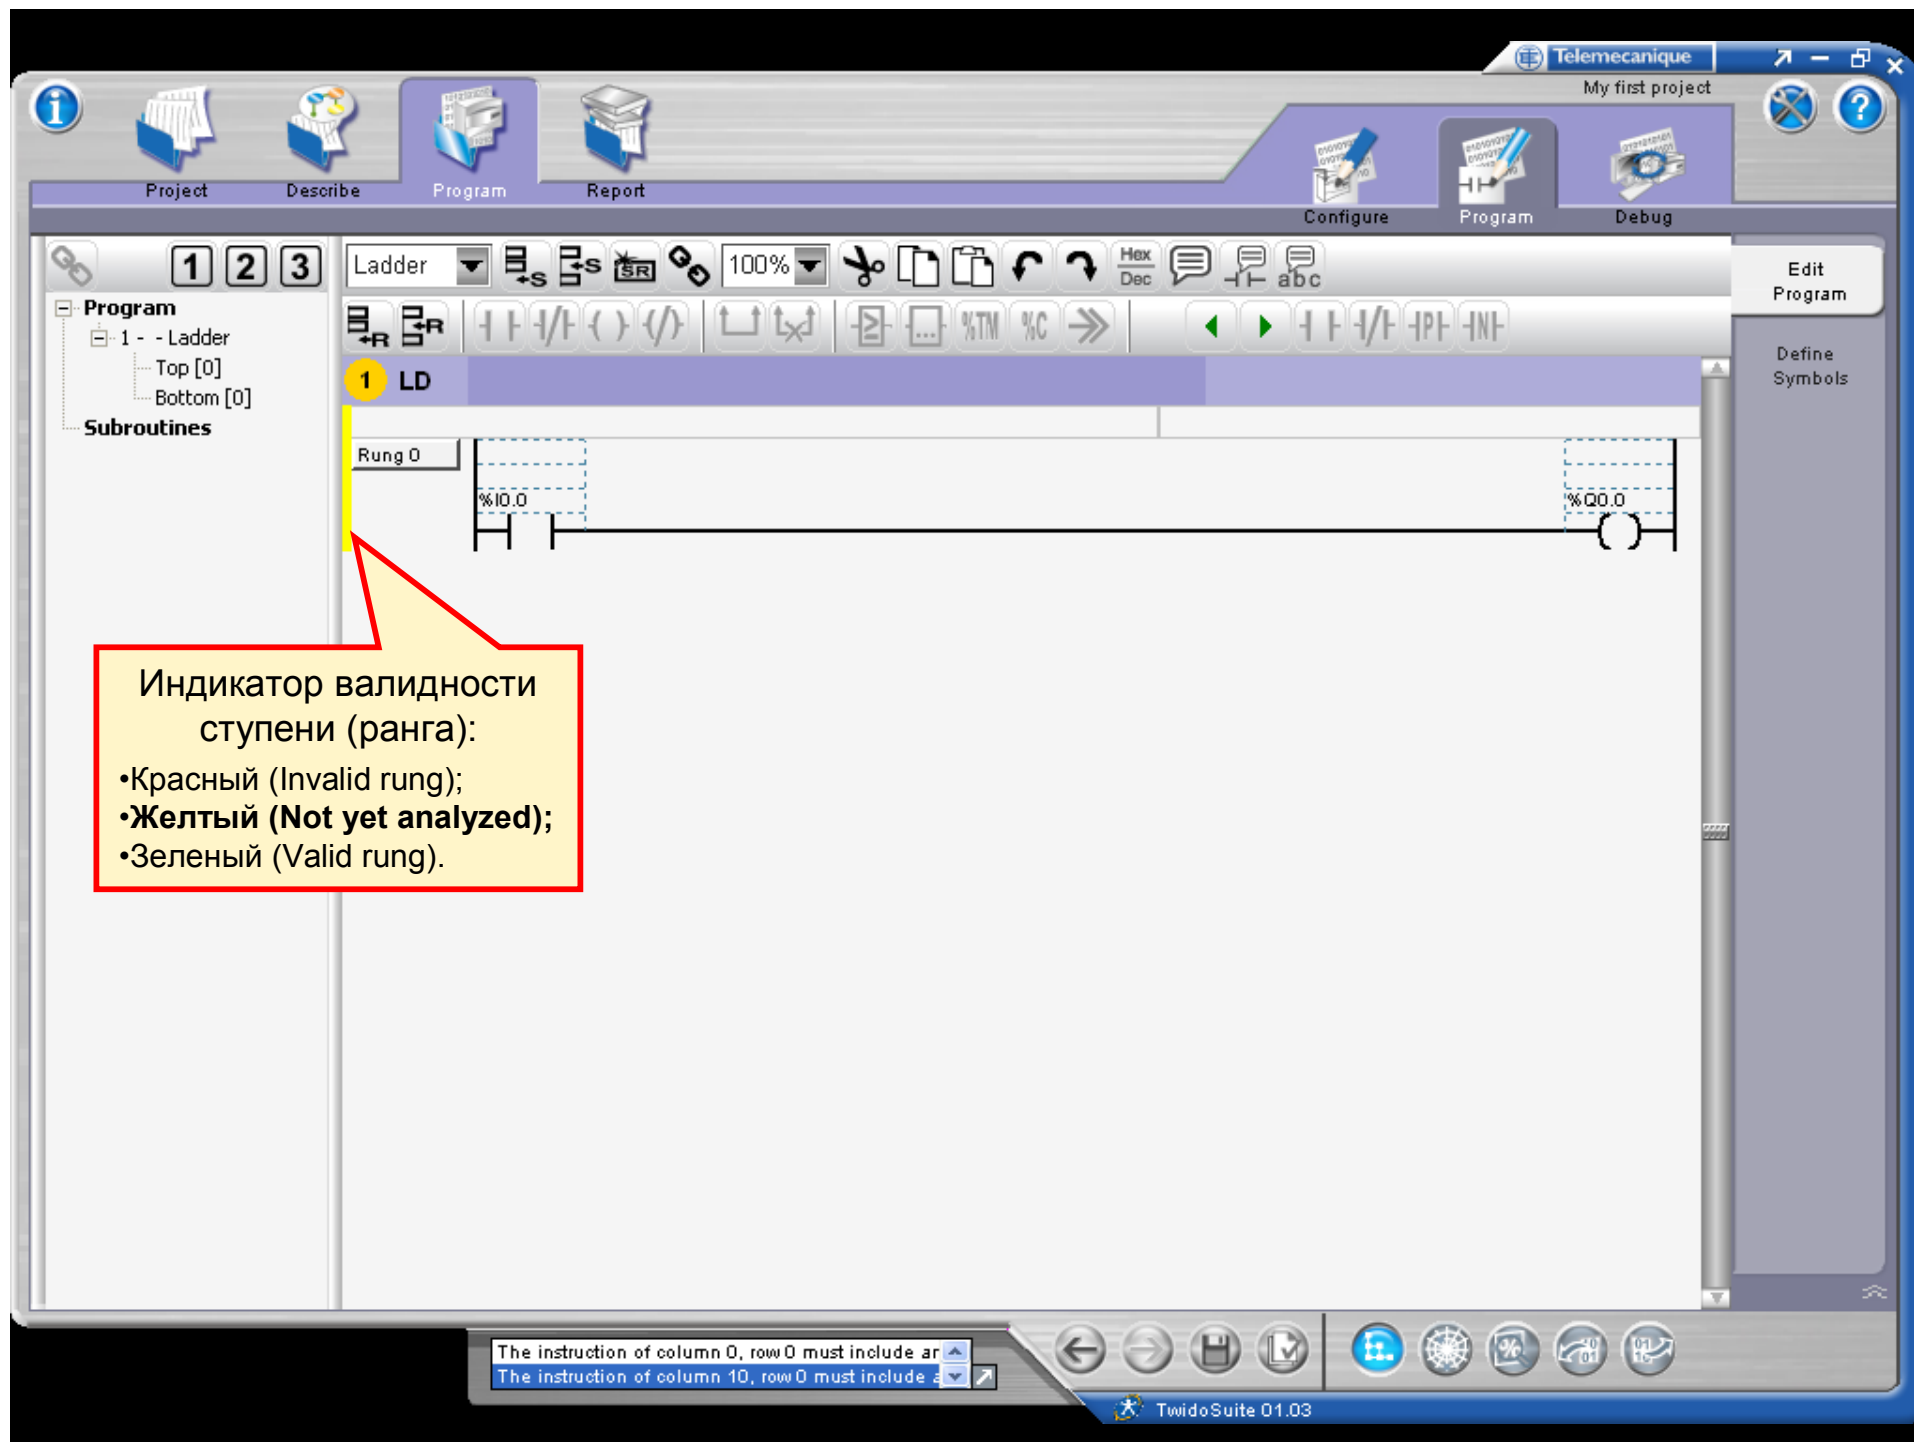 Telemecanique
My first project
Project
Describe
Program
Report
Configure
Program
Debug
1 2 3
Ladder
S
S
SR
100%
Hex
Dec
abc
Edit
Program
Program
1 - - Ladder
Top [0]
Bottom [0]
Subroutines
R
R
%TM
%C
P
N
Define
Symbols
1 LD
Rung 0
%I0.0
%Q0.0
Индикатор валидности
ступени (ранга):
•Красный (Invalid rung);
•Желтый (Not yet analyzed);
•Зеленый (Valid rung).
The instruction of column 0, row 0 must include ar
The instruction of column 10, row 0 must include a
TwidoSuite 01.03